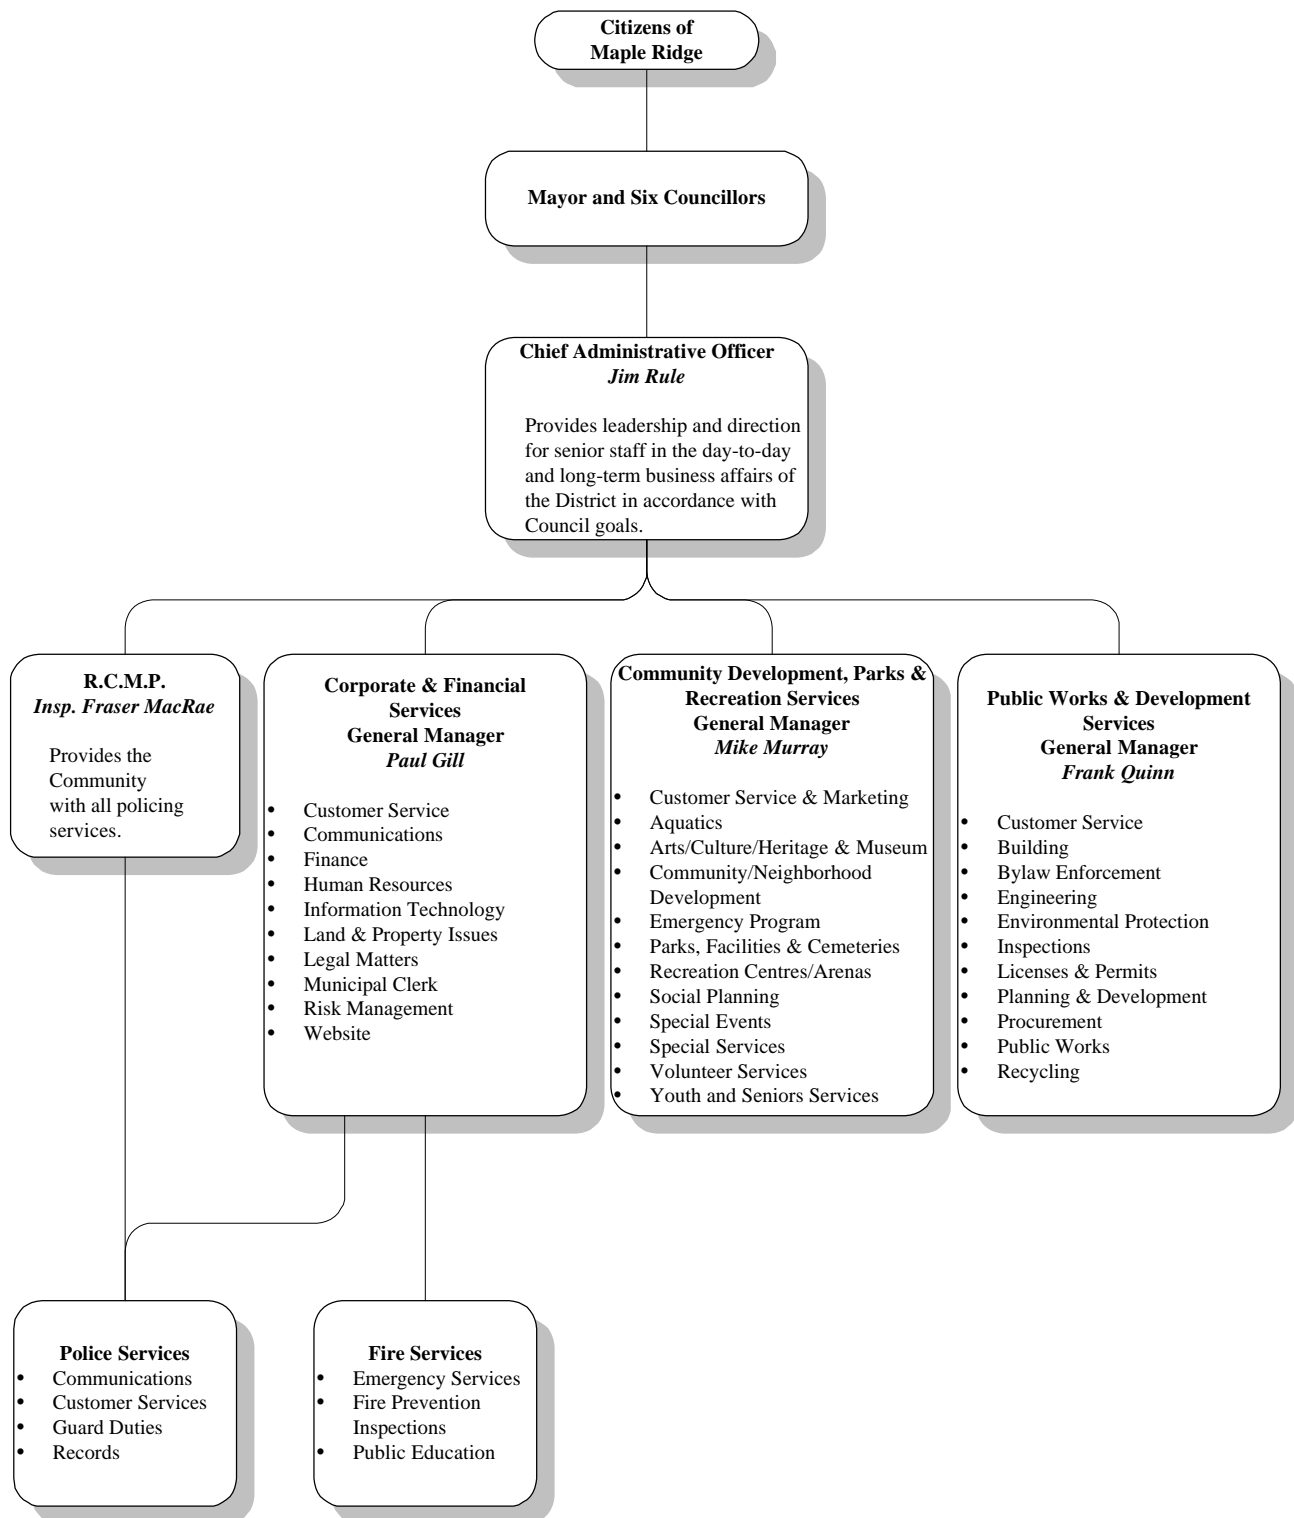 Citizens of
Maple Ridge
Mayor and Six Councillors
Chief Administrative Officer
Jim Rule
Provides leadership and direction
for senior staff in the day-to-day
and long-term business affairs of
the District in accordance with
Council goals.
R.C.M.P.
Insp. Fraser MacRae
Provides the
Community
with all policing
services.
Corporate & Financial
Services
General Manager
Paul Gill
• Customer Service
• Communications
• Finance
• Human Resources
• Information Technology
• Land & Property Issues
• Legal Matters
• Municipal Clerk
• Risk Management
• Website
Community Development, Parks &
Recreation Services
General Manager
Mike Murray
• Customer Service & Marketing
• Aquatics
• Arts/Culture/Heritage & Museum
• Community/Neighborhood
Development
• Emergency Program
• Parks, Facilities & Cemeteries
• Recreation Centres/Arenas
• Social Planning
• Special Events
• Special Services
• Volunteer Services
• Youth and Seniors Services
Public Works & Development
Services
General Manager
Frank Quinn
• Customer Service
• Building
• Bylaw Enforcement
• Engineering
• Environmental Protection
• Inspections
• Licenses & Permits
• Planning & Development
• Procurement
• Public Works
• Recycling
Police Services
• Communications
• Customer Services
• Guard Duties
• Records
Fire Services
• Emergency Services
• Fire Prevention
Inspections
• Public Education